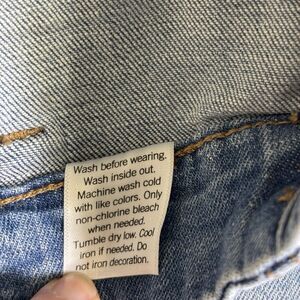 Wash before wearing.
Wash inside out.
Machine wash cold
with like colors. Only
non-chlorine bleach
when needed.
Tumble dry low. Cool
iron if needed. Do
not iron decoration.